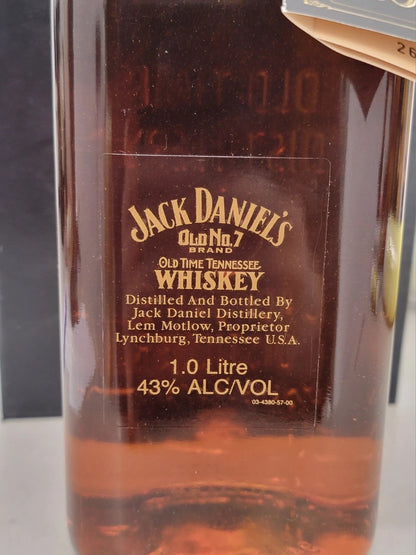 26
JACK DANIEL'S
OLD No.7
BRAND
OLD TIME TENNESSEE
WHISKEY
Distilled And Bottled By
Jack Daniel Distillery,
Lem Motlow, Proprietor
Lynchburg, Tennessee U.S.A.
1.0 Litre
43% ALC/VOL
03-4380-57-00